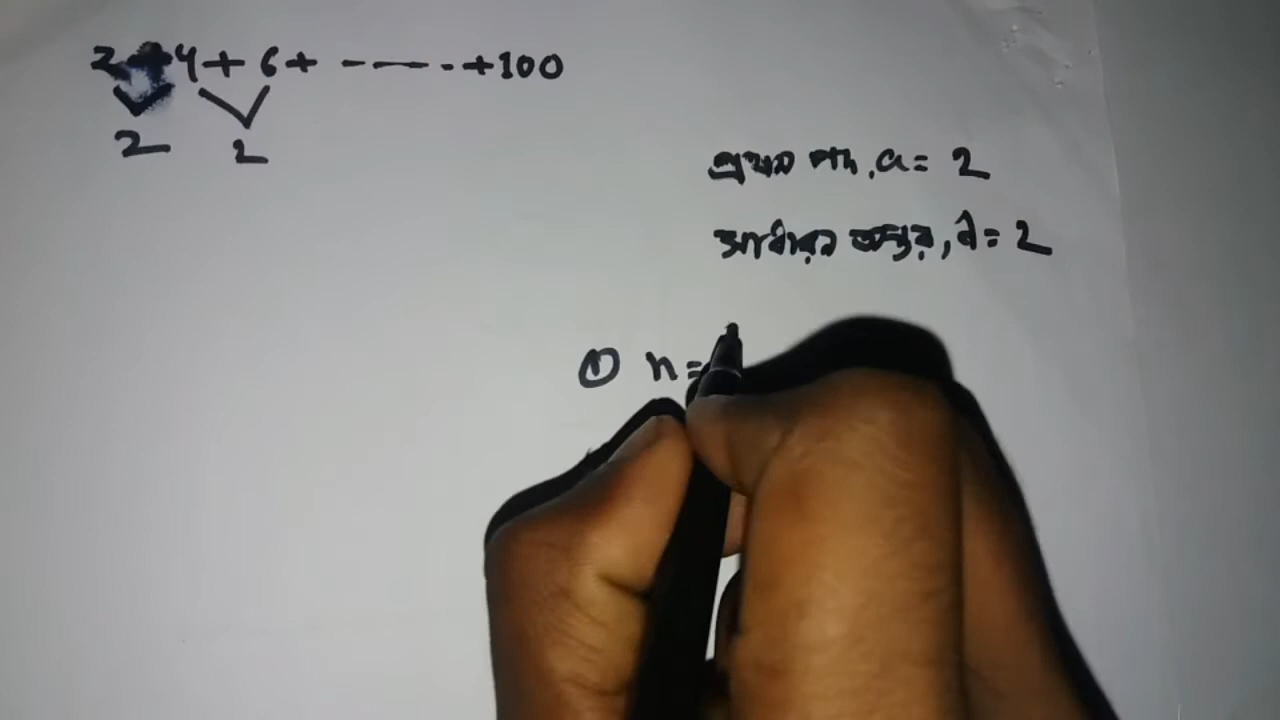 2+4+6+ - - - - +100
2 2
প্রথম পদ, a = 2
সাধারণ অন্তর, d = 2
① n =